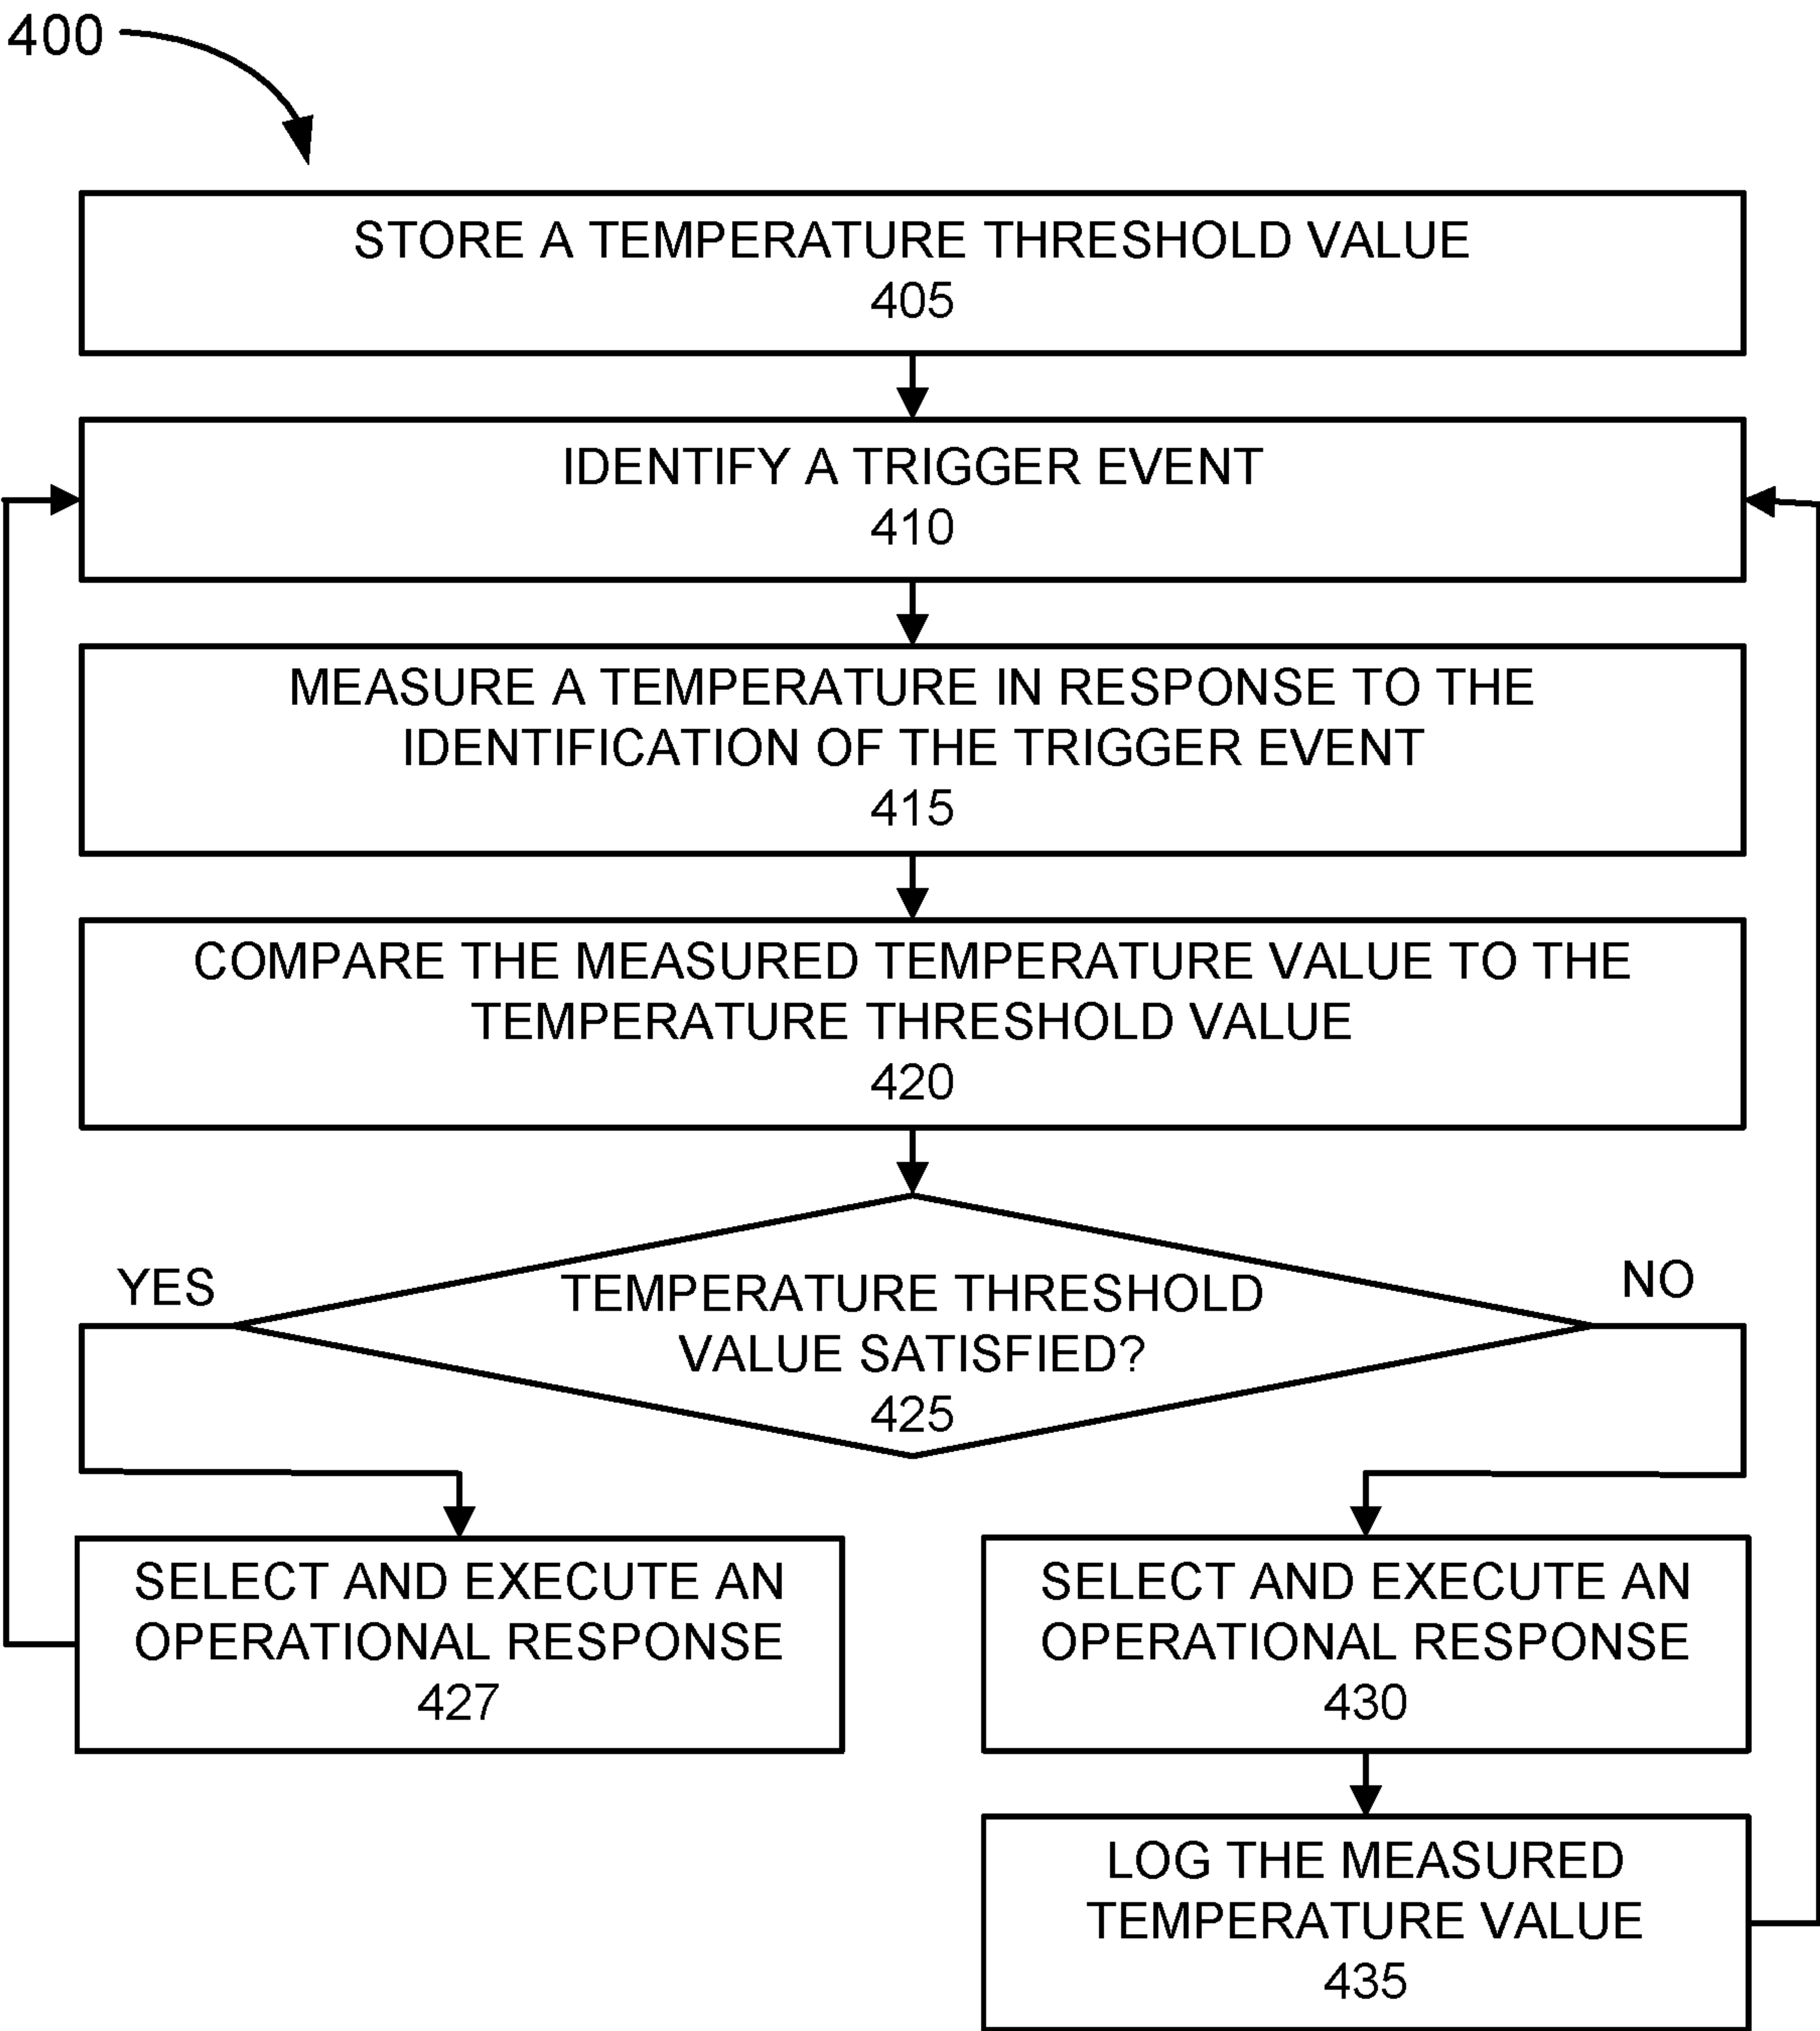 400
STORE A TEMPERATURE THRESHOLD VALUE
405
IDENTIFY A TRIGGER EVENT
410
MEASURE A TEMPERATURE IN RESPONSE TO THE
IDENTIFICATION OF THE TRIGGER EVENT
415
COMPARE THE MEASURED TEMPERATURE VALUE TO THE
TEMPERATURE THRESHOLD VALUE
420
YES
TEMPERATURE THRESHOLD
VALUE SATISFIED?
425
NO
SELECT AND EXECUTE AN
OPERATIONAL RESPONSE
427
SELECT AND EXECUTE AN
OPERATIONAL RESPONSE
430
LOG THE MEASURED
TEMPERATURE VALUE
435